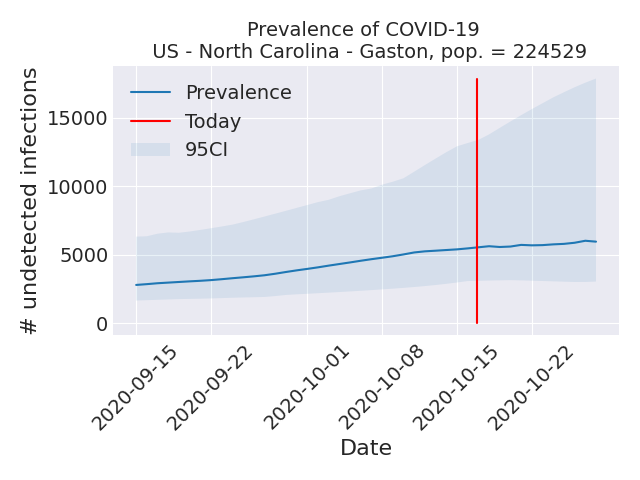 Prevalence of COVID-19
US - North Carolina - Gaston, pop. = 224529
# undetected infections
15000
10000
5000
0
Prevalence
Today
95CI
2020-09-15
2020-09-22
2020-10-01
2020-10-08
2020-10-15
2020-10-22
Date